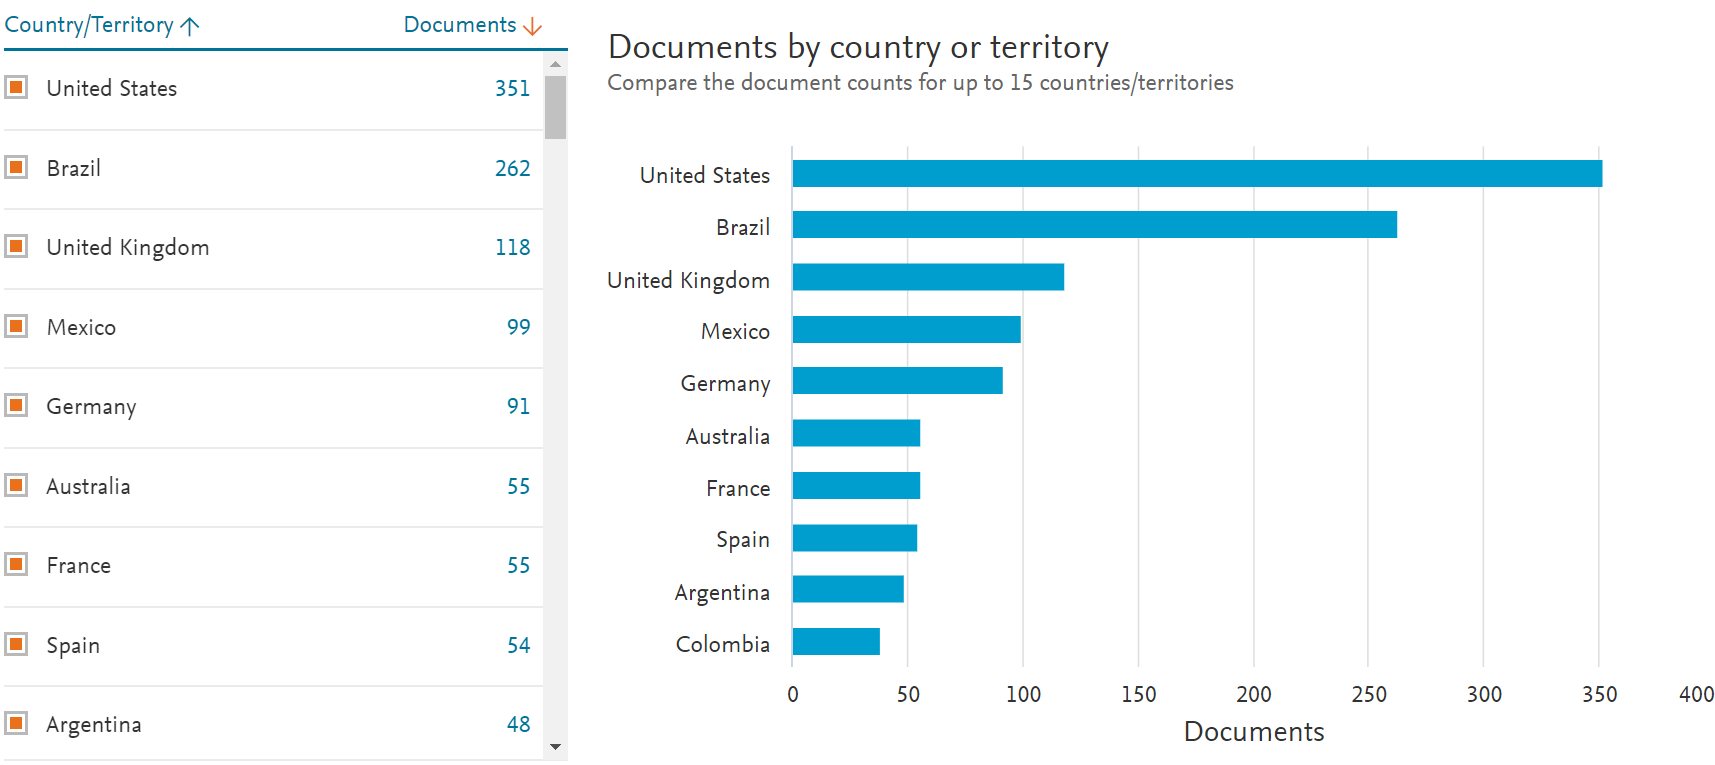 Country/Territory Documents
United States 351
Brazil 262
United Kingdom 118
Mexico 99
Germany 91
Australia 55
France 55
Spain 54
Argentina 48
Documents by country or territory
Compare the document counts for up to 15 countries/territories
United States
Brazil
United Kingdom
Mexico
Germany
Australia
France
Spain
Argentina
Colombia
0 50 100 150 200 250 300 350 400
Documents